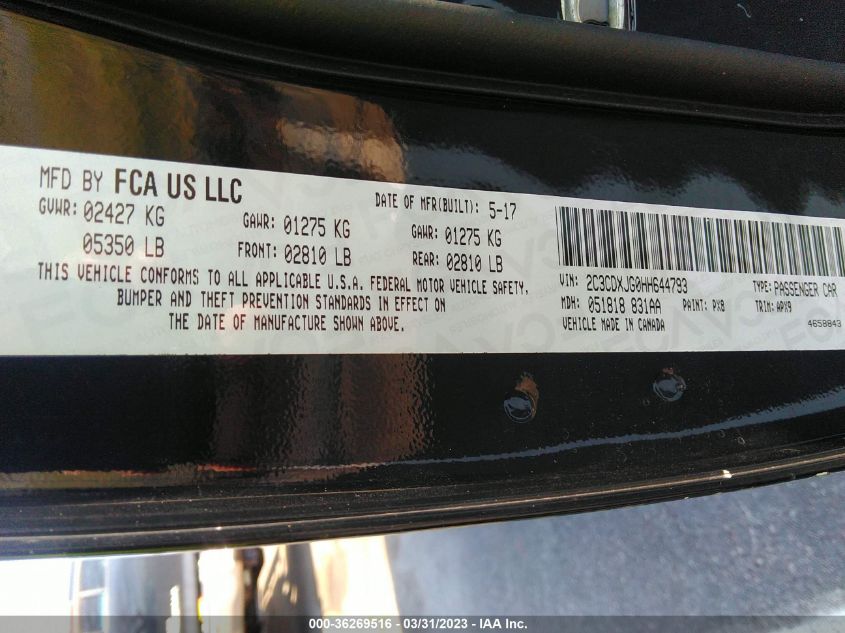 MFD BY FCA US LLC
DATE OF MFR(BUILT): 5-17
GVWR: 02427 KG
GAWR: 01275 KG
GAWR: 01275 KG
05350 LB
FRONT: 02810 LB
REAR: 02810 LB
THIS VEHICLE CONFORMS TO ALL APPLICABLE U.S.A. FEDERAL MOTOR VEHICLE SAFETY,
BUMPER AND THEFT PREVENTION STANDARDS IN EFFECT ON
THE DATE OF MANUFACTURE SHOWN ABOVE.
VIN: 2C3CDXJG0HH644793
TYPE: PASSENGER CAR
MDH: 051818 831AA
PAINT: PX8
TRIM: APX9
VEHICLE MADE IN CANADA
4658843
000-36269516 - 03/31/2023 - IAA Inc.